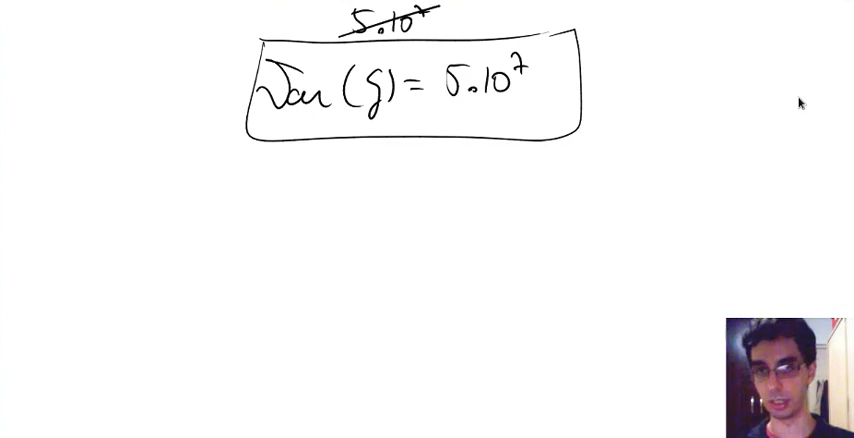 5.10⁷
Var (g) = 5.10⁷